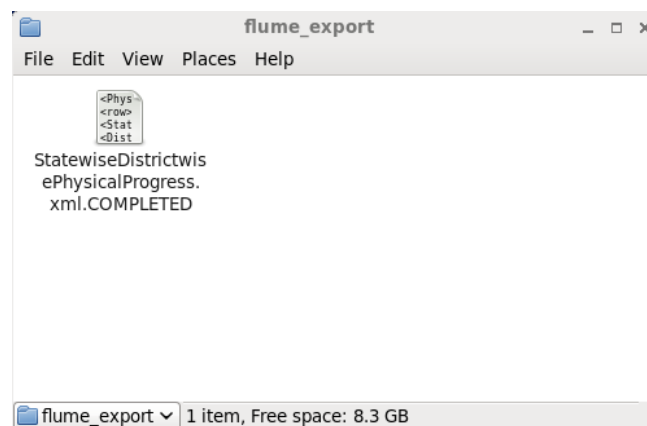 flume_export
File Edit View Places Help
<Phys
<row>
<Stat
<Dist
StatewiseDistrictwis
ePhysicalProgress.
xml.COMPLETED
flume_export 1 item, Free space: 8.3 GB